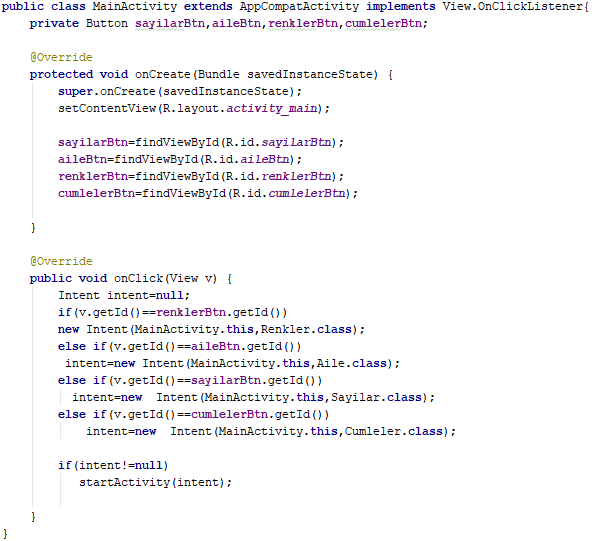 public class MainActivity extends AppCompatActivity implements View.OnClickListener{
    private Button sayilarBtn,aileBtn,renklerBtn,cumlelerBtn;

    @Override
    protected void onCreate(Bundle savedInstanceState) {
        super.onCreate(savedInstanceState);
        setContentView(R.layout.activity_main);

        sayilarBtn=findViewById(R.id.sayilarBtn);
        aileBtn=findViewById(R.id.aileBtn);
        renklerBtn=findViewById(R.id.renklerBtn);
        cumlelerBtn=findViewById(R.id.cumlelerBtn);

    }

    @Override
    public void onClick(View v) {
        Intent intent=null;
        if(v.getId()==renklerBtn.getId())
        new Intent(MainActivity.this,Renkler.class);
        else if(v.getId()==aileBtn.getId())
         intent=new Intent(MainActivity.this,Aile.class);
        else if(v.getId()==sayilarBtn.getId())
          intent=new  Intent(MainActivity.this,Sayilar.class);
        else if(v.getId()==cumlelerBtn.getId())
            intent=new  Intent(MainActivity.this,Cumleler.class);

        if(intent!=null)
           startActivity(intent);

    }
}